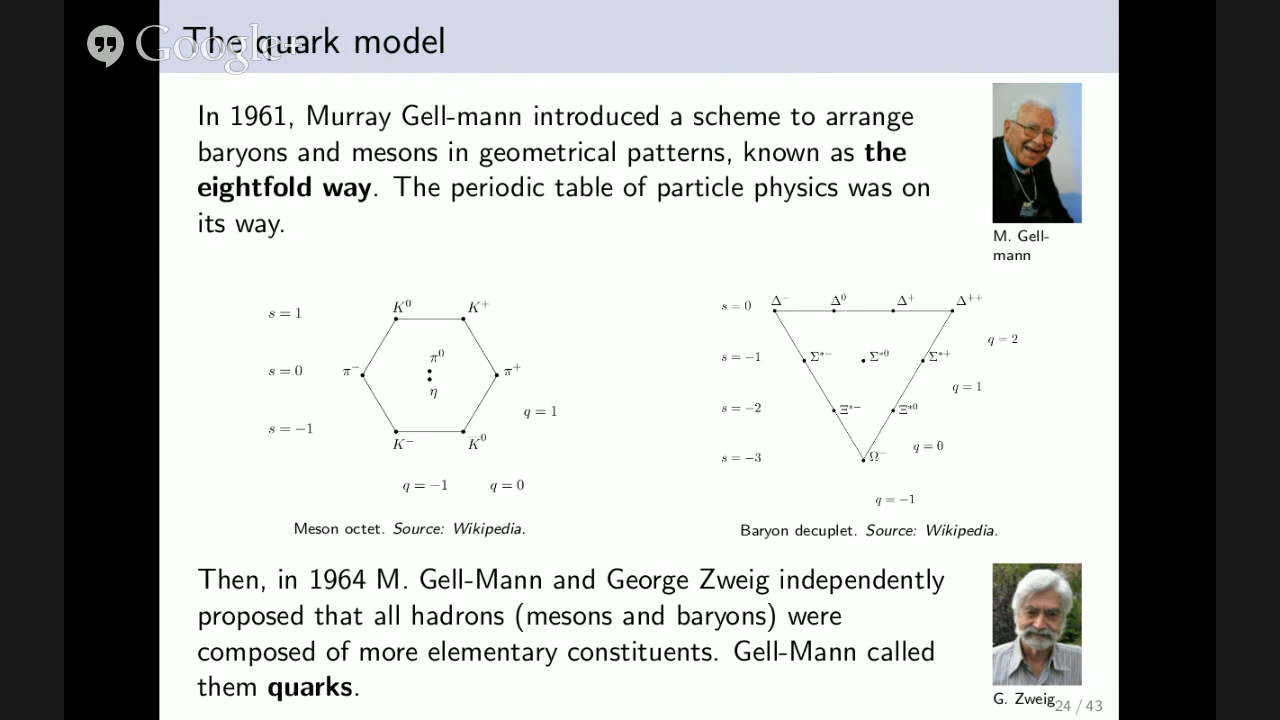 The quark model
Google+
In 1961, Murray Gell-mann introduced a scheme to arrange
baryons and mesons in geometrical patterns, known as the
eightfold way. The periodic table of particle physics was on
its way.
M. Gell-
mann
s = 1
s = 0
s = −1
K⁰
K⁺
π⁻
π⁰
η
π⁺
K⁻
K̅⁰
q = 1
q = −1
q = 0
Meson octet. Source: Wikipedia.
s = 0
s = −1
s = −2
s = −3
Δ⁻
Δ⁰
Δ⁺
Δ⁺⁺
Σ*⁻
Σ*⁰
Σ*⁺
Ξ*⁻
Ξ*⁰
Ω⁻
q = 2
q = 1
q = 0
q = −1
Baryon decuplet. Source: Wikipedia.
Then, in 1964 M. Gell-Mann and George Zweig independently
proposed that all hadrons (mesons and baryons) were
composed of more elementary constituents. Gell-Mann called
them quarks.
G. Zweig
24 / 43